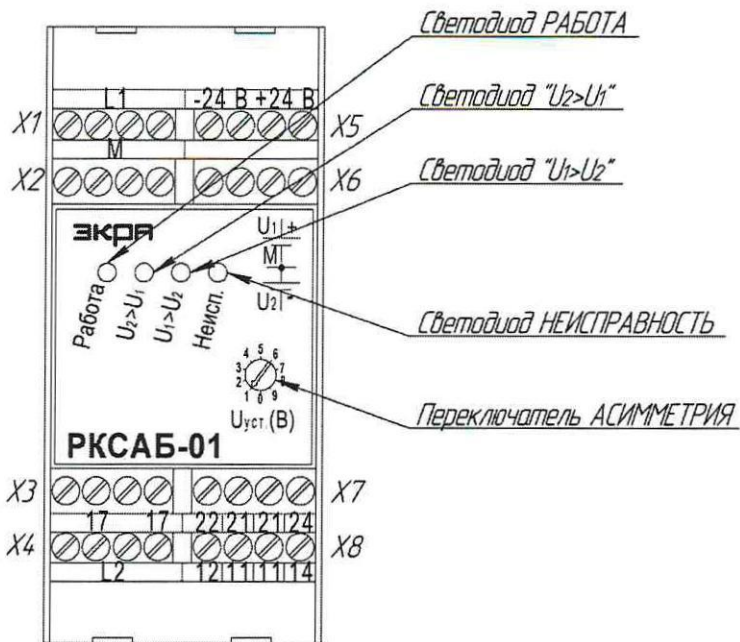 Светодиод РАБОТА
L1 -24 В +24 В
Светодиод "U2>U1"
X1 X5
M
Светодиод "U1>U2"
X2 X6
ЭКРА
U1 +
M
U2 -
Работа U2>U1 U1>U2 Неисп.
Светодиод НЕИСПРАВНОСТЬ
0 1 2 3 4 5 6 7 8 9
Uуст.(В)
Переключатель АСИММЕТРИЯ
РКСАБ-01
X3 X7
17 17 22 21 21 24
X4 X8
L2 12 11 11 14